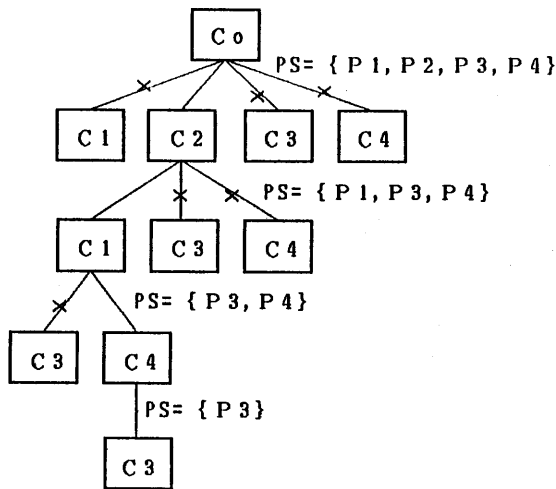 Co
PS= { P1, P2, P3, P4}
C1 C2 C3 C4
PS= { P1, P3, P4}
C1 C3 C4
PS= { P3, P4}
C3 C4
PS= { P3}
C3